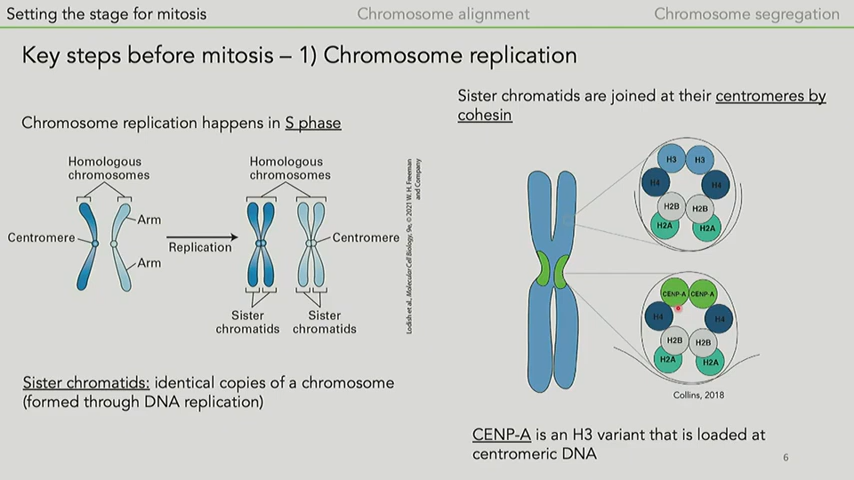 Setting the stage for mitosis
Chromosome alignment
Chromosome segregation
Key steps before mitosis – 1) Chromosome replication
Chromosome replication happens in S phase
Homologous
chromosomes
Arm
Centromere
Arm
Replication
Homologous
chromosomes
Centromere
Sister
chromatids
Sister
chromatids
Lodish et al., Molecular Cell Biology, 9e, © 2021 W. H. Freeman
and Company
Sister chromatids: identical copies of a chromosome
(formed through DNA replication)
Sister chromatids are joined at their centromeres by
cohesin
H3 H3
H4 H4
H2B H2B
H2A H2A
CENP-A CENP-A
H4 H4
H2B H2B
H2A H2A
Collins, 2018
CENP-A is an H3 variant that is loaded at
centromeric DNA
6